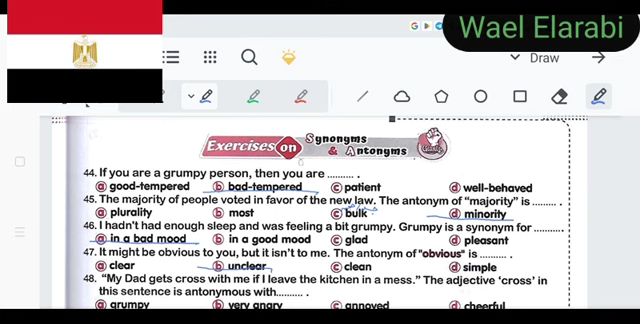 Wael Elarabi
Draw
Exercises on Synonyms & Antonyms
44. If you are a grumpy person, then you are .......... .
a good-tempered b bad-tempered c patient d well-behaved
45. The majority of people voted in favor of the new law. The antonym of "majority" is ....... .
a plurality b most c bulk d minority
46. I hadn't had enough sleep and was feeling a bit grumpy. Grumpy is a synonym for..........
a in a bad mood b in a good mood c glad d pleasant
47. It might be obvious to you, but it isn't to me. The antonym of "obvious" is ........ .
a clear b unclear c clean d simple
48. "My Dad gets cross with me if I leave the kitchen in a mess." The adjective 'cross' in
this sentence is antonymous with..........
a grumpy b very angry c annoyed d cheerful